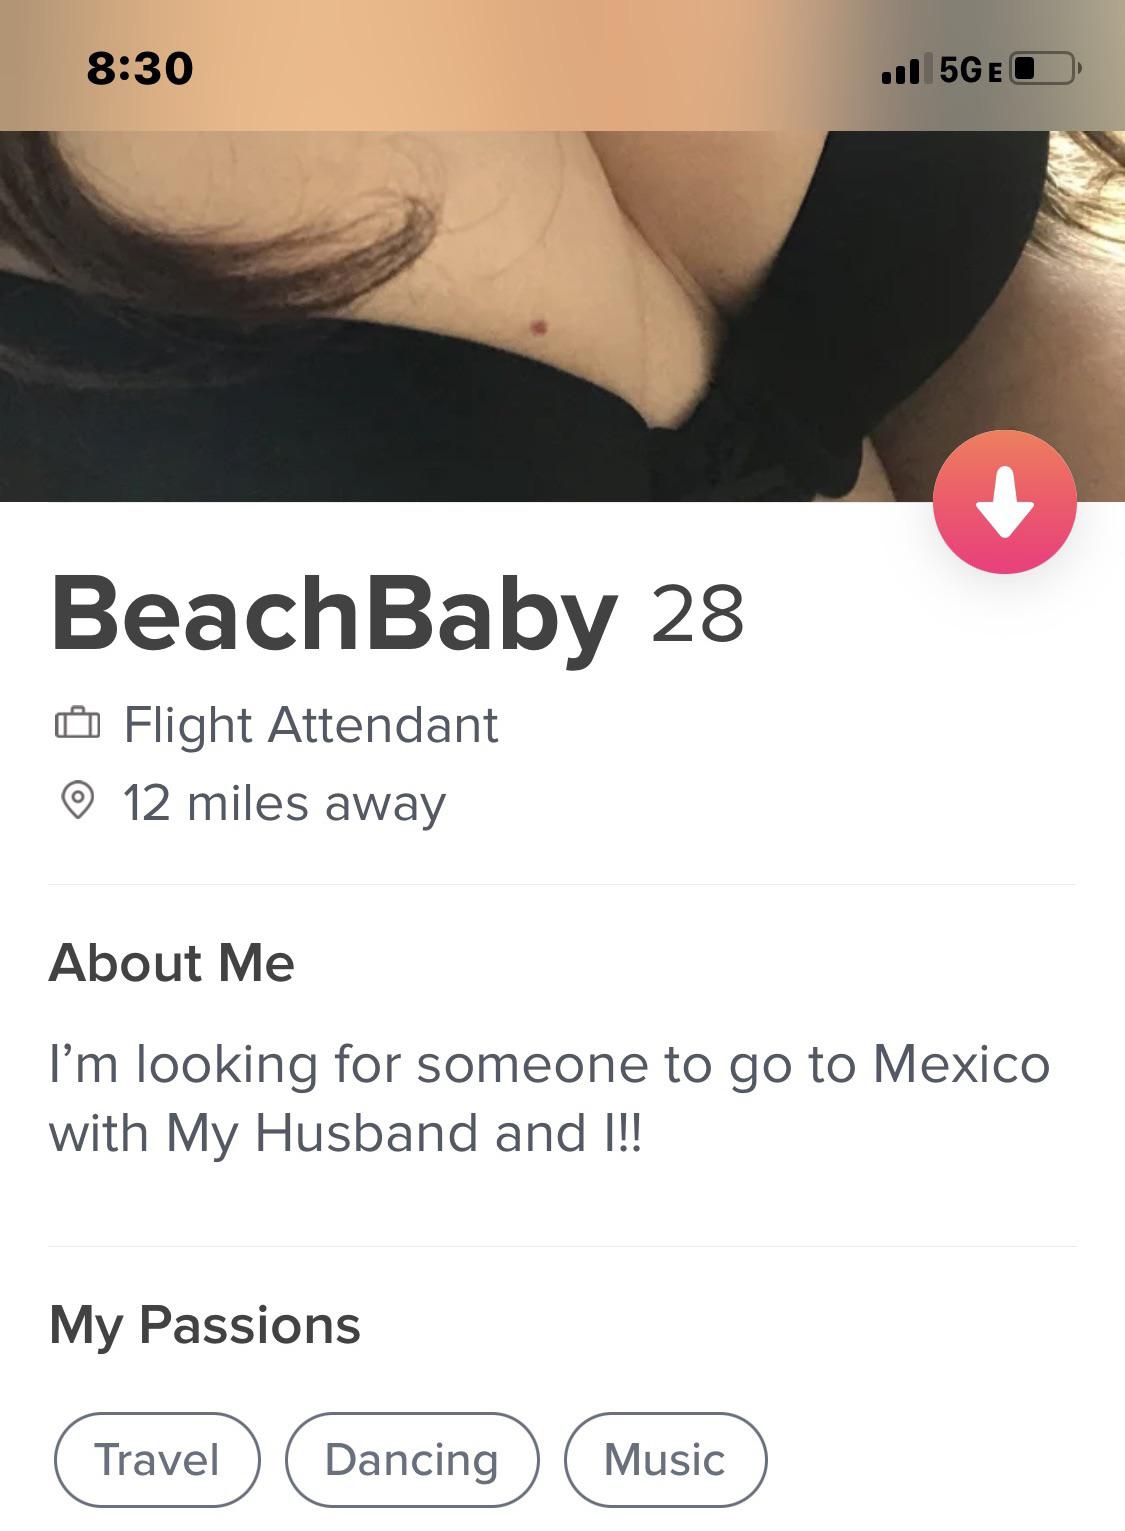 8:30
5G E
BeachBaby 28
Flight Attendant
12 miles away
About Me
I’m looking for someone to go to Mexico
with My Husband and I!!
My Passions
Travel Dancing Music